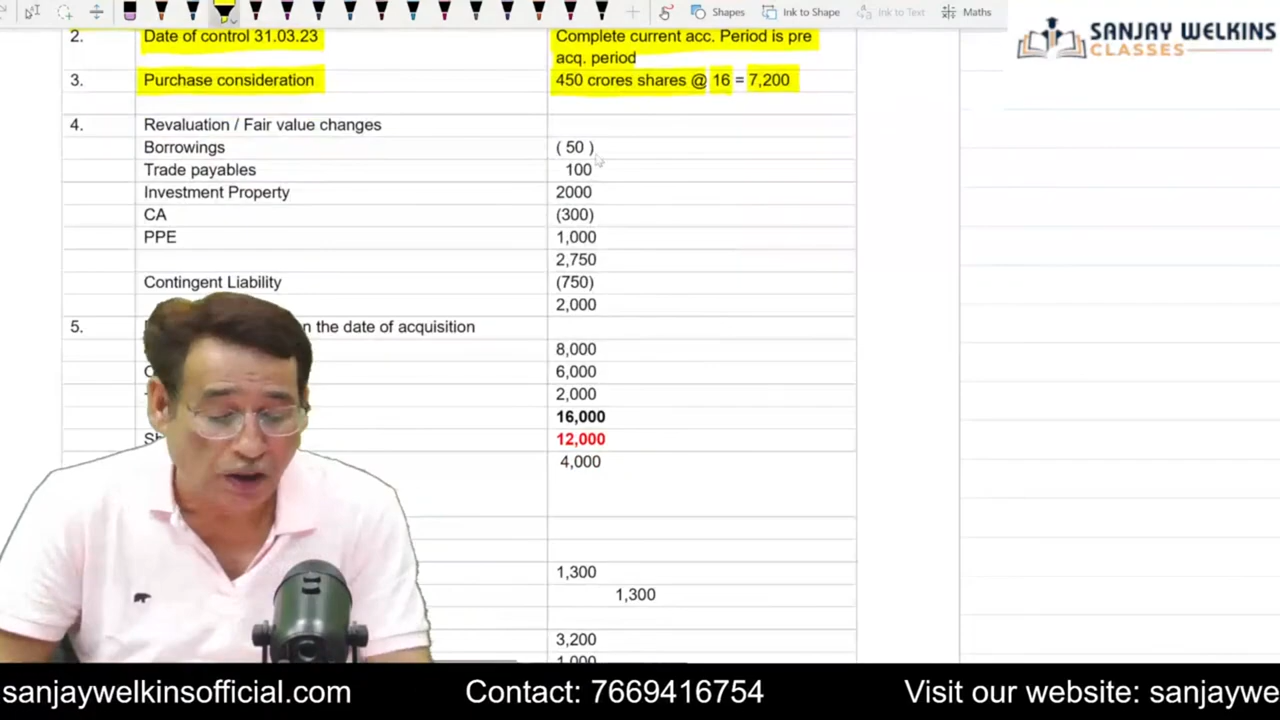 Shapes
Ink to Shape
Ink to Text
Maths
SANJAY WELKINS
CLASSES
2. Date of control 31.03.23 Complete current acc. Period is pre
acq. period
3. Purchase consideration 450 crores shares @ 16 = 7,200
4. Revaluation / Fair value changes
Borrowings ( 50 )
Trade payables 100
Investment Property 2000
CA (300)
PPE 1,000
2,750
Contingent Liability (750)
2,000
5. the date of acquisition
8,000
6,000
2,000
16,000
12,000
4,000
1,300
1,300
3,200
1,000
sanjaywelkinsofficial.com Contact: 7669416754 Visit our website: sanjaywe